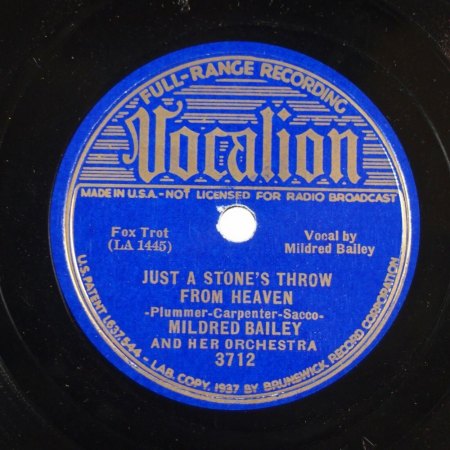 FULL-RANGE RECORDING
Vocalion
MADE IN U.S.A.-NOT LICENSED FOR RADIO BROADCAST
Fox Trot
(LA 1445)
Vocal by
Mildred Bailey
JUST A STONE'S THROW
FROM HEAVEN
-Plummer-Carpenter-Sacco-
MILDRED BAILEY
AND HER ORCHESTRA
3712
U.S. PATENT 1637544 - LAB. COPY. 1937 BY BRUNSWICK RECORD CORPORATION